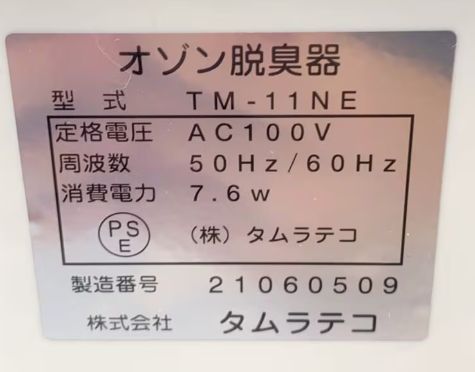 オゾン脱臭器
型式 TM-11NE
定格電圧 AC100V
周波数 50Hz/60Hz
消費電力 7.6w
PSE (株)タムラテコ
製造番号 21060509
株式会社 タムラテコ